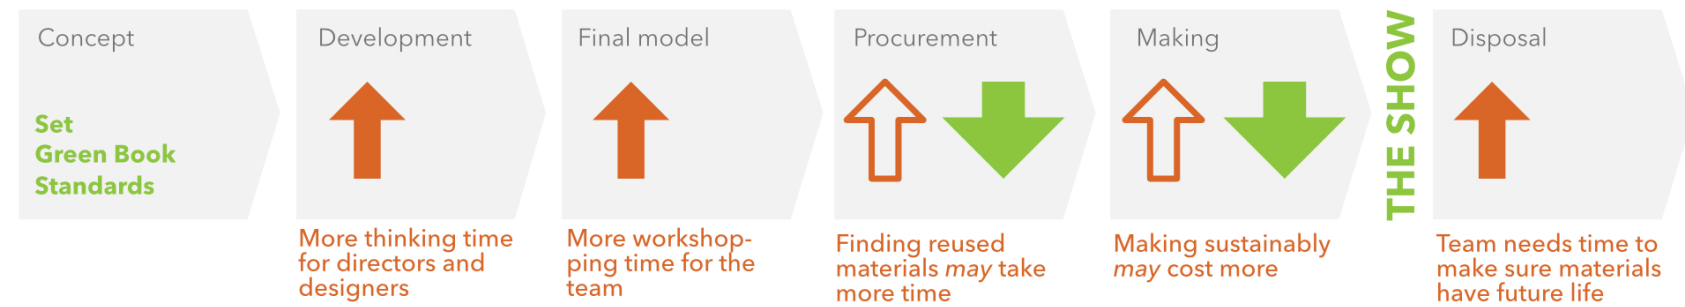 Concept
Set
Green Book
Standards
Development
More thinking time
for directors and
designers
Final model
More workshop-
ping time for the
team
Procurement
Finding reused
materials may take
more time
Making
Making sustainably
may cost more
THE SHOW
Disposal
Team needs time to
make sure materials
have future life